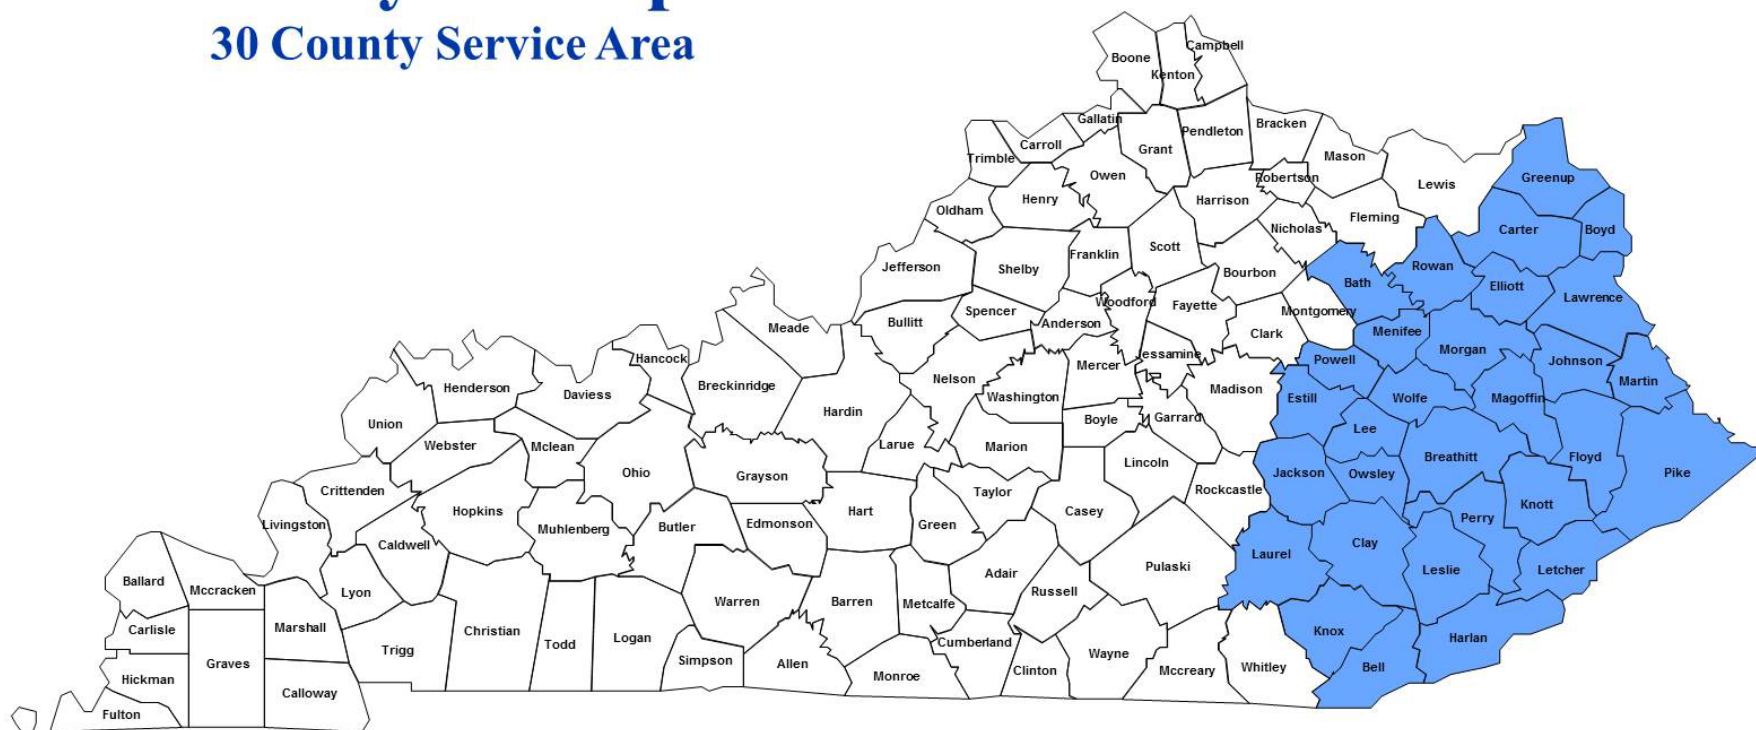 30 County Service Area
Boone
Kenton
Campbell
Gallatin
Carroll
Trimble
Grant
Pendleton
Bracken
Owen
Mason
Robertson
Lewis
Greenup
Oldham
Henry
Harrison
Nicholas
Fleming
Carter
Boyd
Jefferson
Shelby
Franklin
Scott
Bourbon
Bath
Rowan
Elliott
Lawrence
Meade
Bullitt
Spencer
Anderson
Woodford
Fayette
Clark
Montgomery
Menifee
Morgan
Hancock
Breckinridge
Nelson
Washington
Mercer
Jessamine
Madison
Powell
Johnson
Martin
Henderson
Daviess
Hardin
Larue
Marion
Boyle
Garrard
Estill
Wolfe
Magoffin
Union
Webster
Mclean
Ohio
Grayson
Lincoln
Rockcastle
Jackson
Lee
Owsley
Breathitt
Floyd
Pike
Crittenden
Livingston
Hopkins
Muhlenberg
Butler
Edmonson
Hart
Green
Taylor
Casey
Perry
Knott
Caldwell
Ballard
Mccracken
Lyon
Warren
Barren
Metcalfe
Adair
Russell
Pulaski
Laurel
Clay
Leslie
Letcher
Carlisle
Graves
Marshall
Trigg
Christian
Todd
Logan
Simpson
Allen
Monroe
Cumberland
Clinton
Wayne
Mccreary
Whitley
Knox
Bell
Harlan
Hickman
Fulton
Calloway